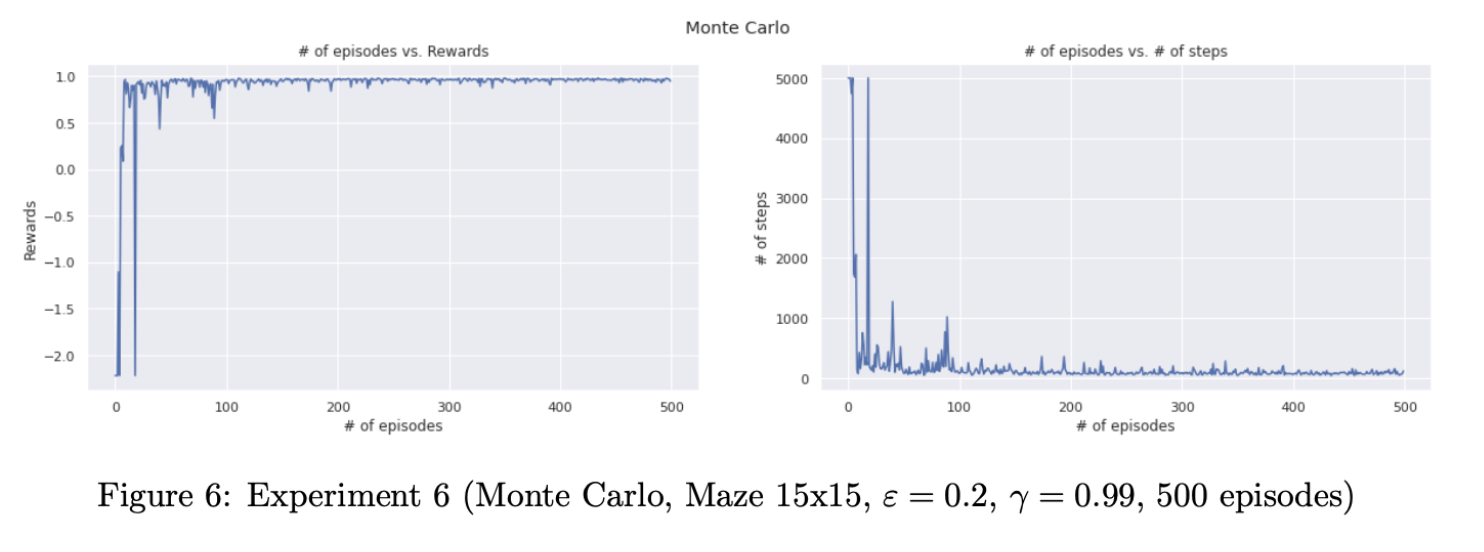 Monte Carlo
# of episodes vs. Rewards
1.0
0.5
0.0
−0.5
−1.0
−1.5
−2.0
Rewards
0 100 200 300 400 500
# of episodes
# of episodes vs. # of steps
5000
4000
3000
2000
1000
0
# of steps
0 100 200 300 400 500
# of episodes
Figure 6: Experiment 6 (Monte Carlo, Maze 15x15, ε = 0.2, γ = 0.99, 500 episodes)